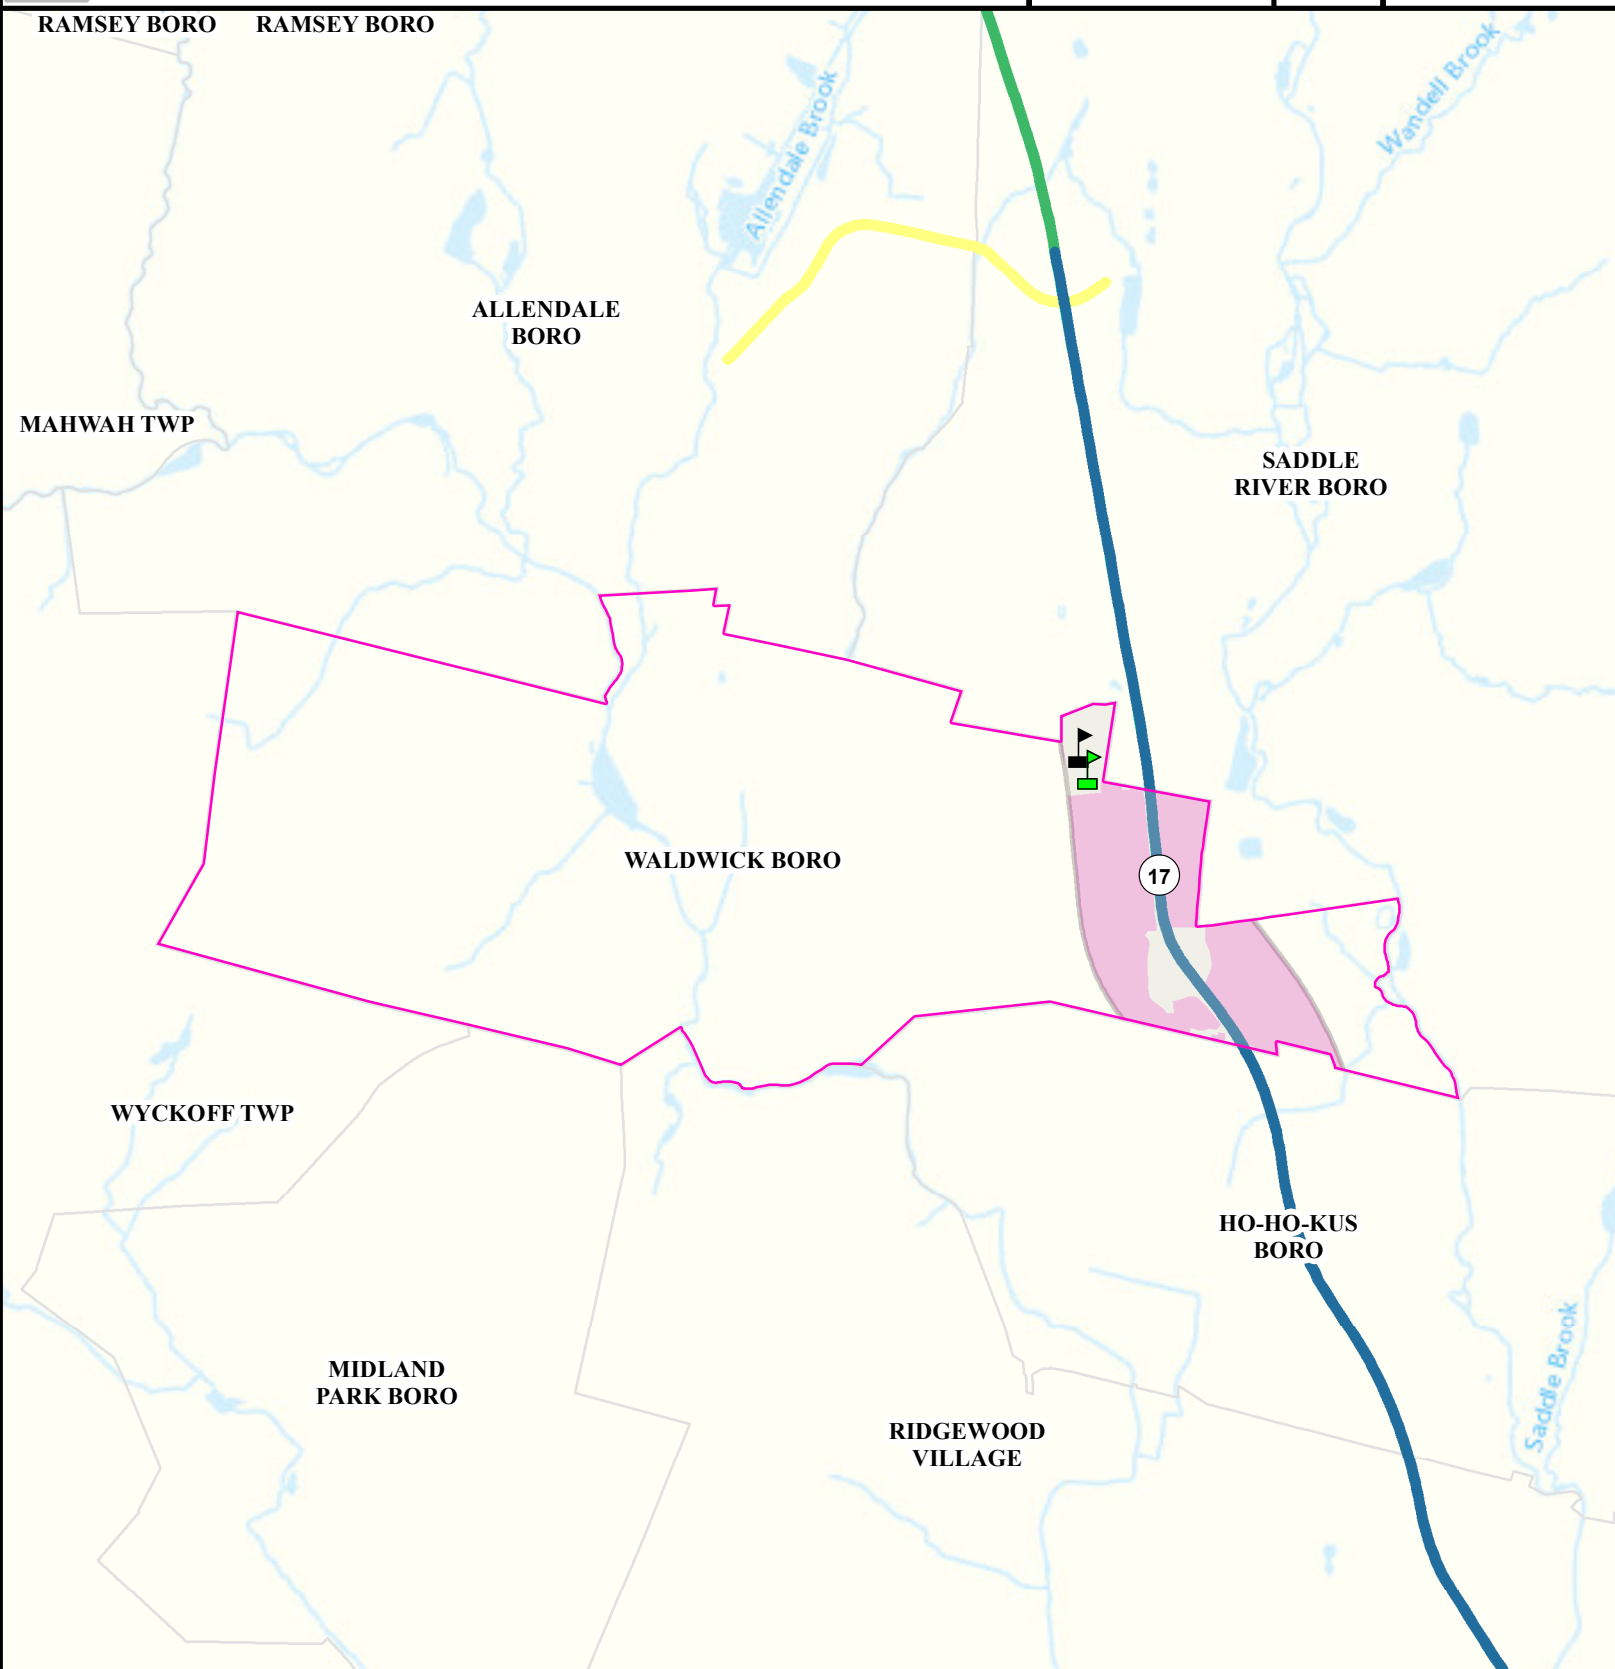 RAMSEY BORO
RAMSEY BORO
Wandell Brook
Allendale Brook
ALLENDALE
BORO
MAHWAH TWP
SADDLE
RIVER BORO
WALDWICK BORO
17
WYCKOFF TWP
HO-HO-KUS
BORO
MIDLAND
PARK BORO
Saddle Brook
RIDGEWOOD
VILLAGE